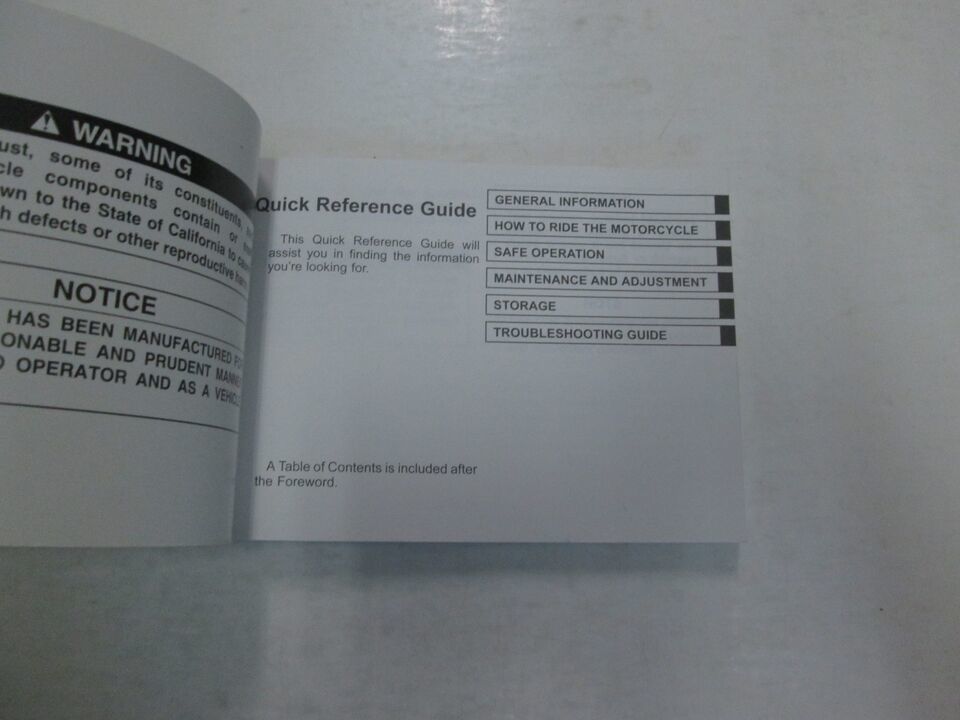 WARNING
ust, some of its constituents,
cle components contain or
wn to the State of California to
h defects or other reproductive
NOTICE
HAS BEEN MANUFACTURED
ONABLE AND PRUDENT
OPERATOR AND AS A
Quick Reference Guide
This Quick Reference Guide will
assist you in finding the information
you're looking for.
A Table of Contents is included after
the Foreword.
GENERAL INFORMATION
HOW TO RIDE THE MOTORCYCLE
SAFE OPERATION
MAINTENANCE AND ADJUSTMENT
STORAGE
TROUBLESHOOTING GUIDE